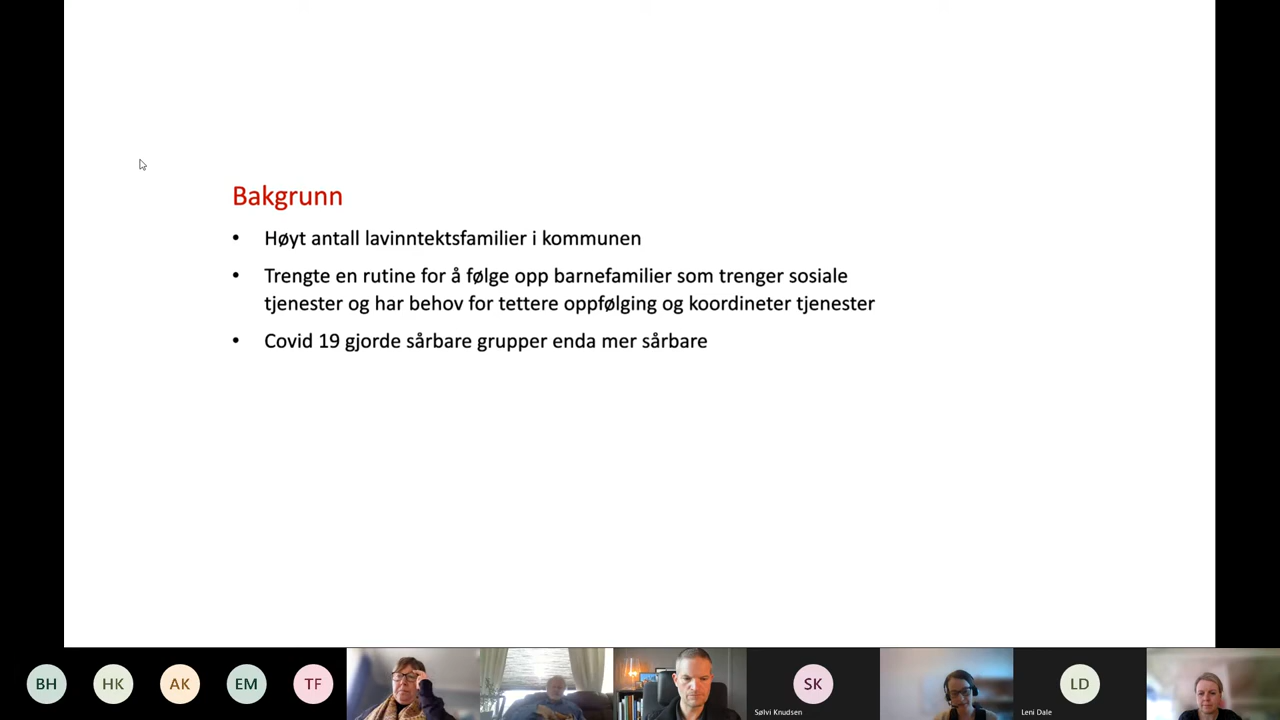 Bakgrunn
• Høyt antall lavinntektsfamilier i kommunen
• Trengte en rutine for å følge opp barnefamilier som trenger sosiale
tjenester og har behov for tettere oppfølging og koordineter tjenester
• Covid 19 gjorde sårbare grupper enda mer sårbare
BH HK AK EM TF SK LD
Sølvi Knudsen Leni Dale